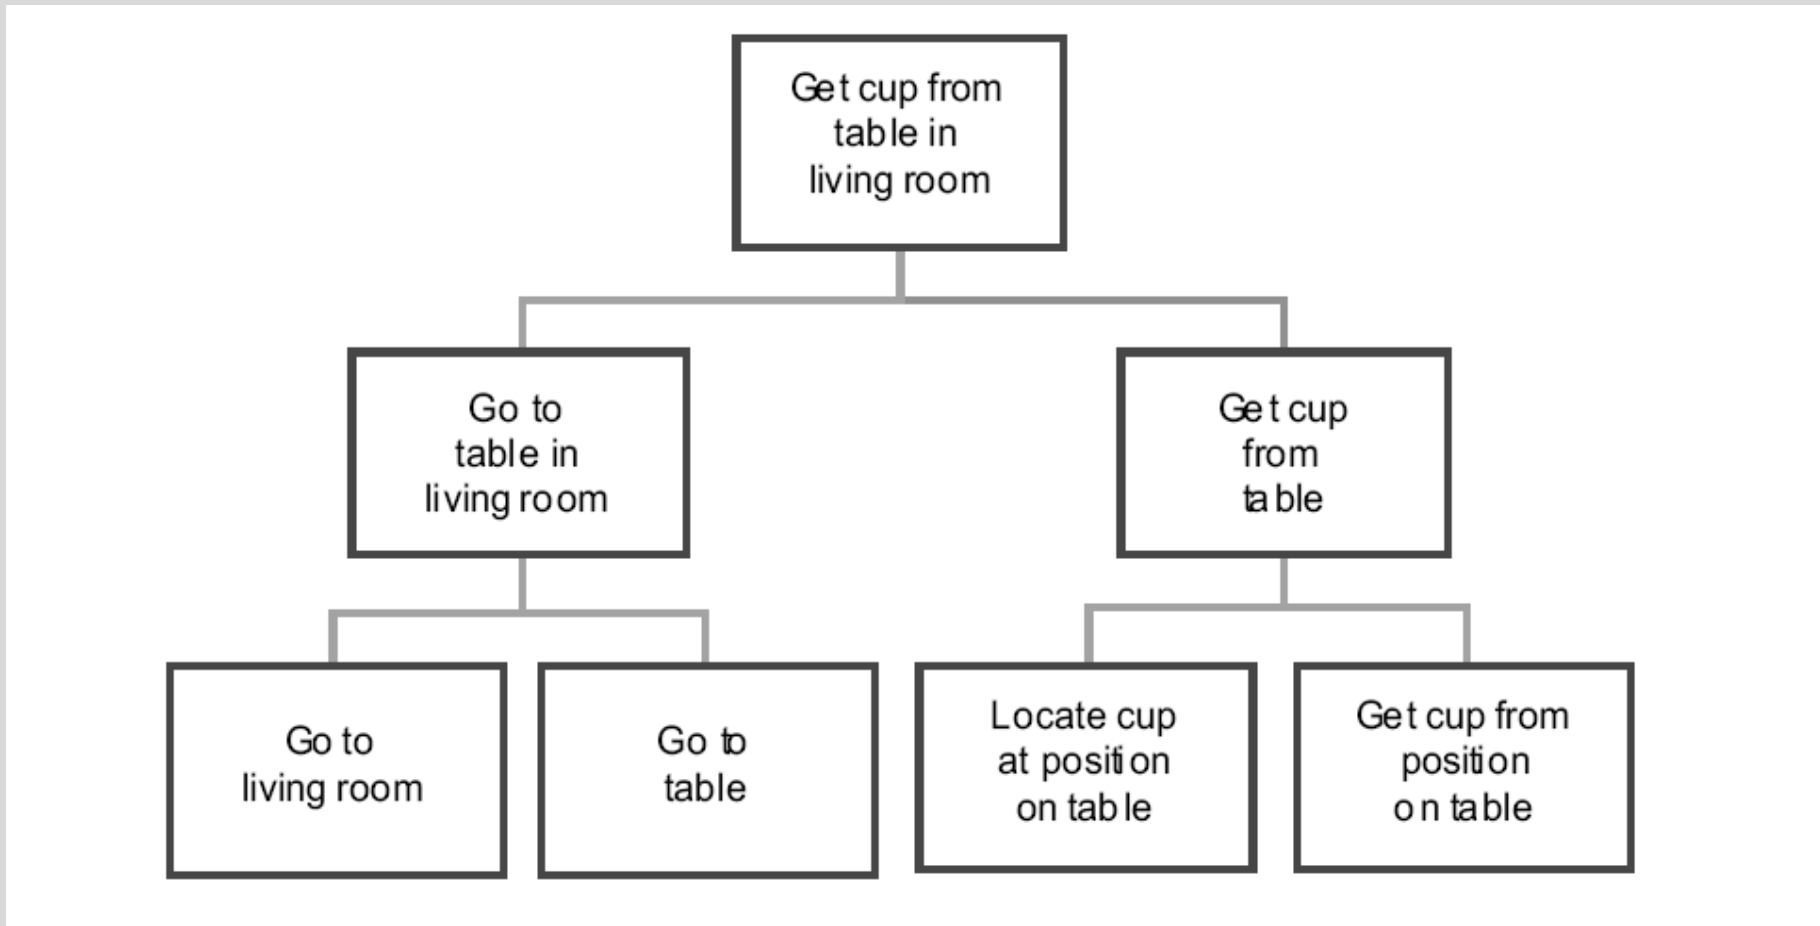 Get cup from
table in
living room
Go to
table in
living room
Get cup
from
table
Go to
living room
Go to
table
Locate cup
at position
on table
Get cup from
position
on table